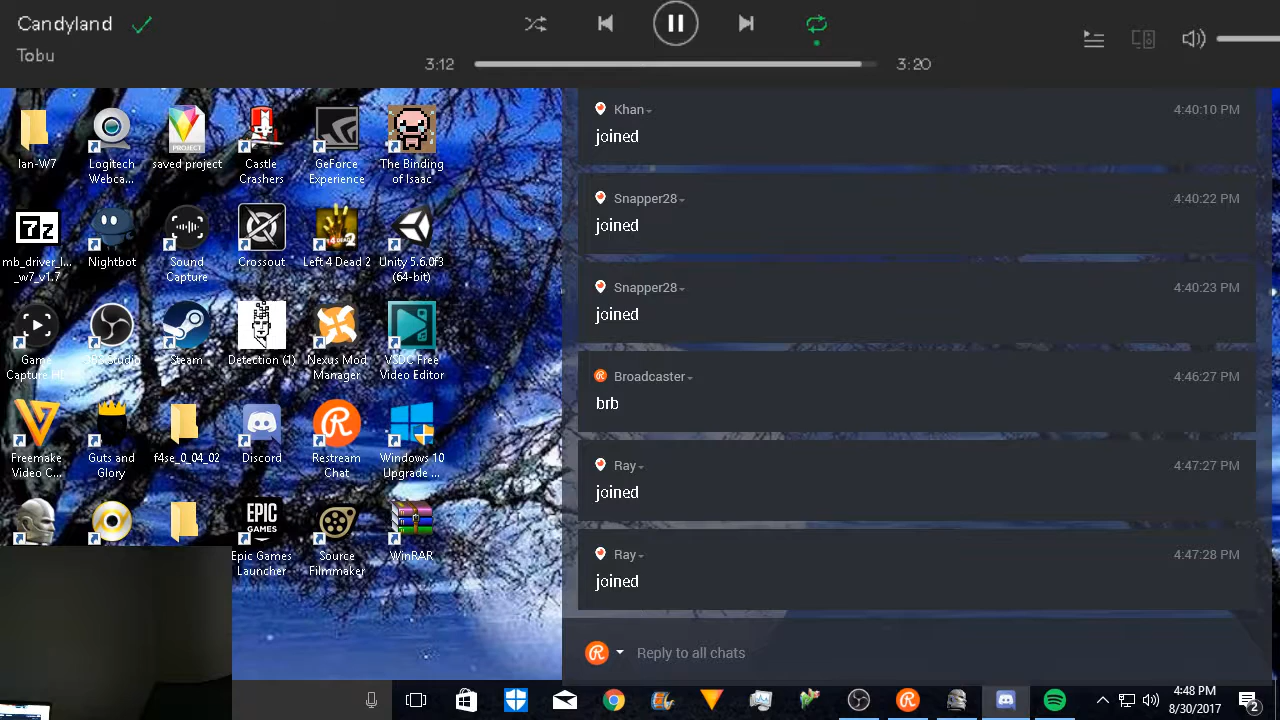 Candyland
Tobu
3:12
3:20
Ian-W7
Logitech
Webca...
saved project
PROJECT
Castle
Crashers
GeForce
Experience
The Binding
of Isaac
7z
mb_driver_l...
_w7_v1.7
Nightbot
Sound
Capture
Crossout
Left 4 Dead 2
Unity 5.6.0f3
(64-bit)
Game
Capture HD
Steam
Detection (1)
Nexus Mod
Manager
VSDC Free
Video Editor
Freemake
Video C...
Guts and
Glory
f4se_0_04_02
Discord
Restream
Chat
Windows 10
Upgrade ...
EPIC
GAMES
Epic Games
Launcher
Source
Filmmaker
WinRAR
Khan
4:40:10 PM
joined
Snapper28
4:40:22 PM
joined
Snapper28
4:40:23 PM
joined
Broadcaster
4:46:27 PM
brb
Ray
4:47:27 PM
joined
Ray
4:47:28 PM
joined
Reply to all chats
4:48 PM
8/30/2017
2